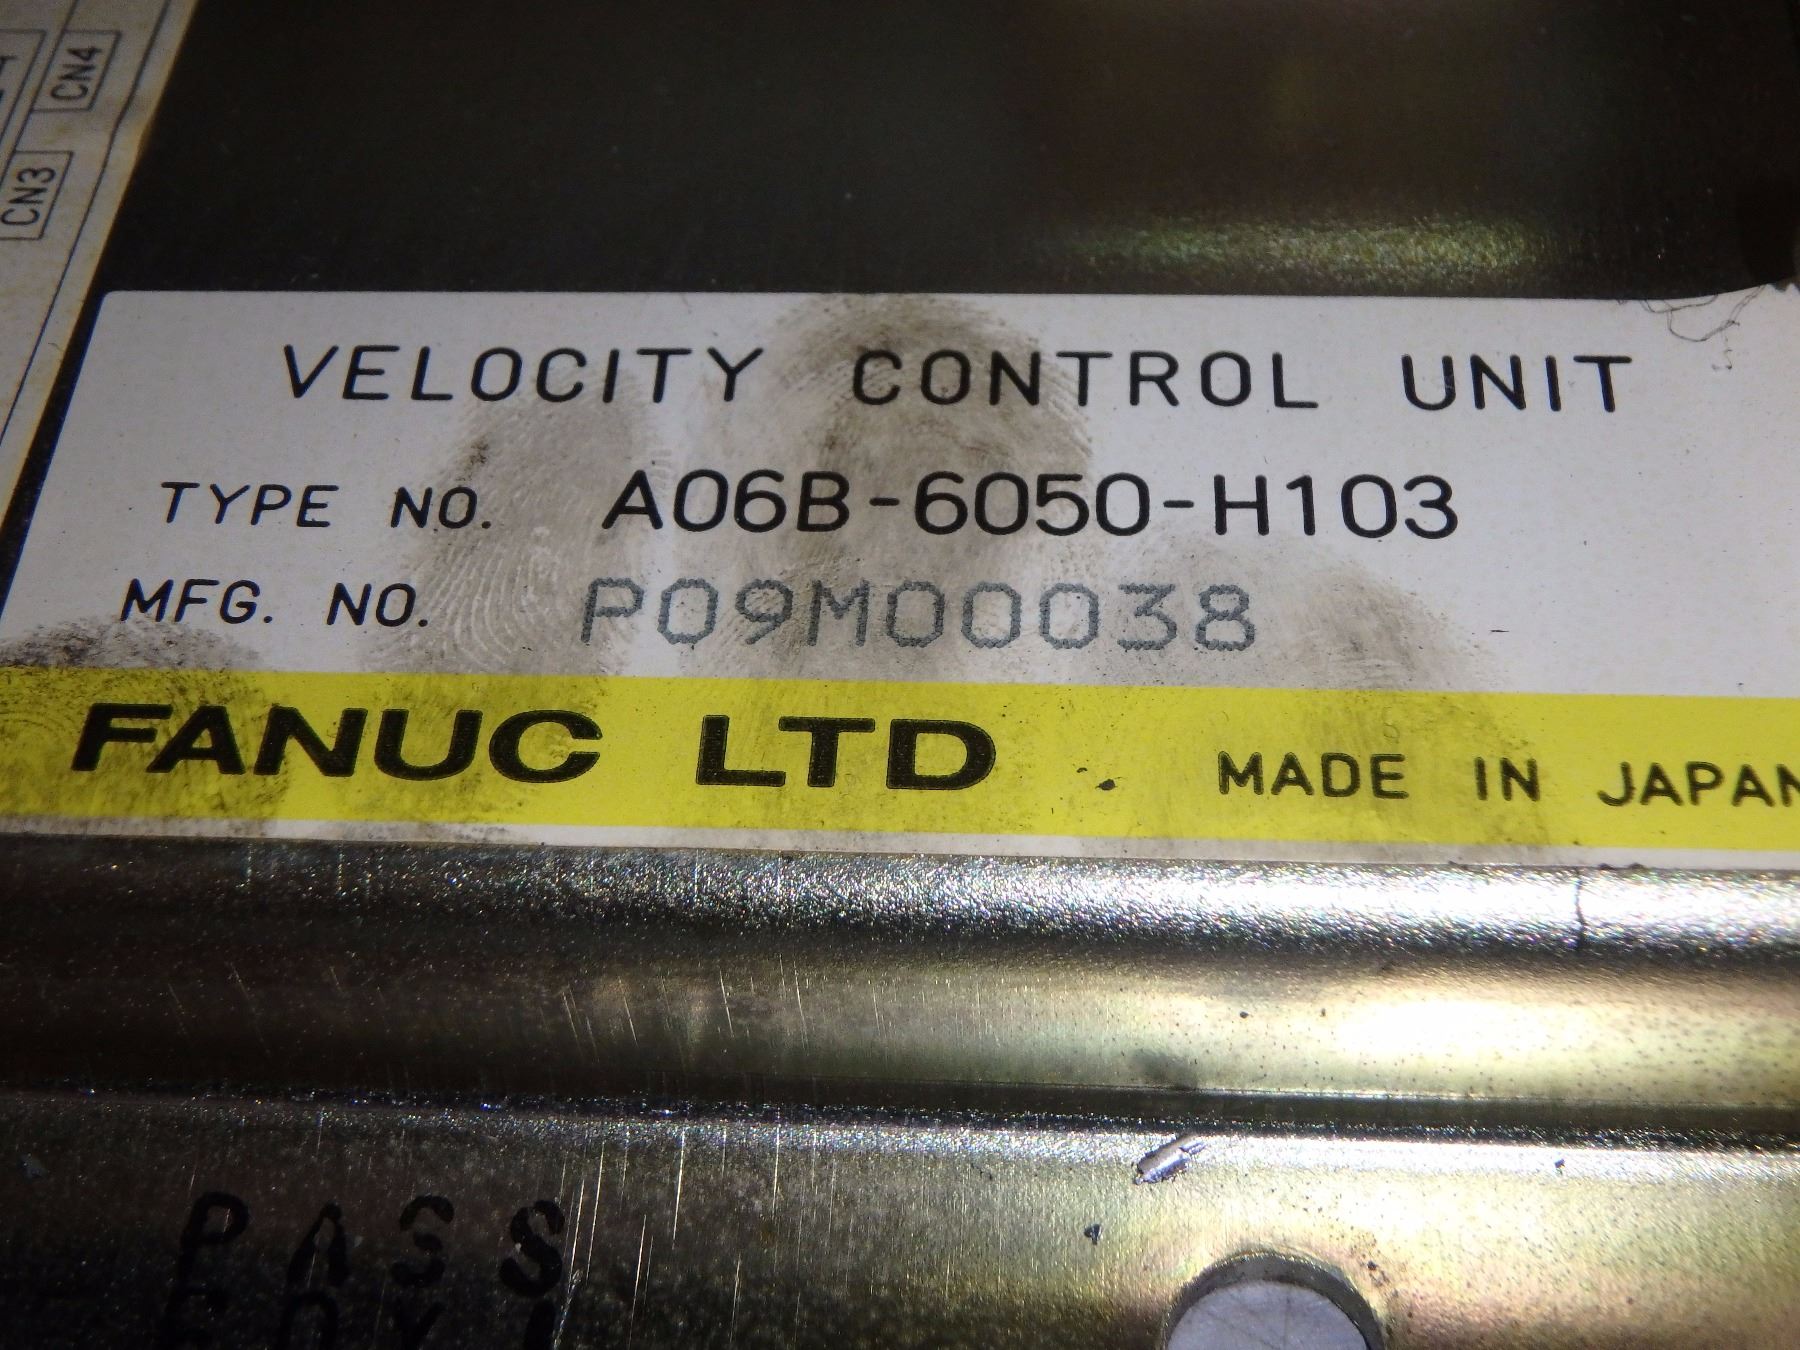 CN4
CN3
VELOCITY CONTROL UNIT
TYPE NO. A06B-6050-H103
MFG. NO. P09M00038
FANUC LTD. MADE IN JAPAN
PASS